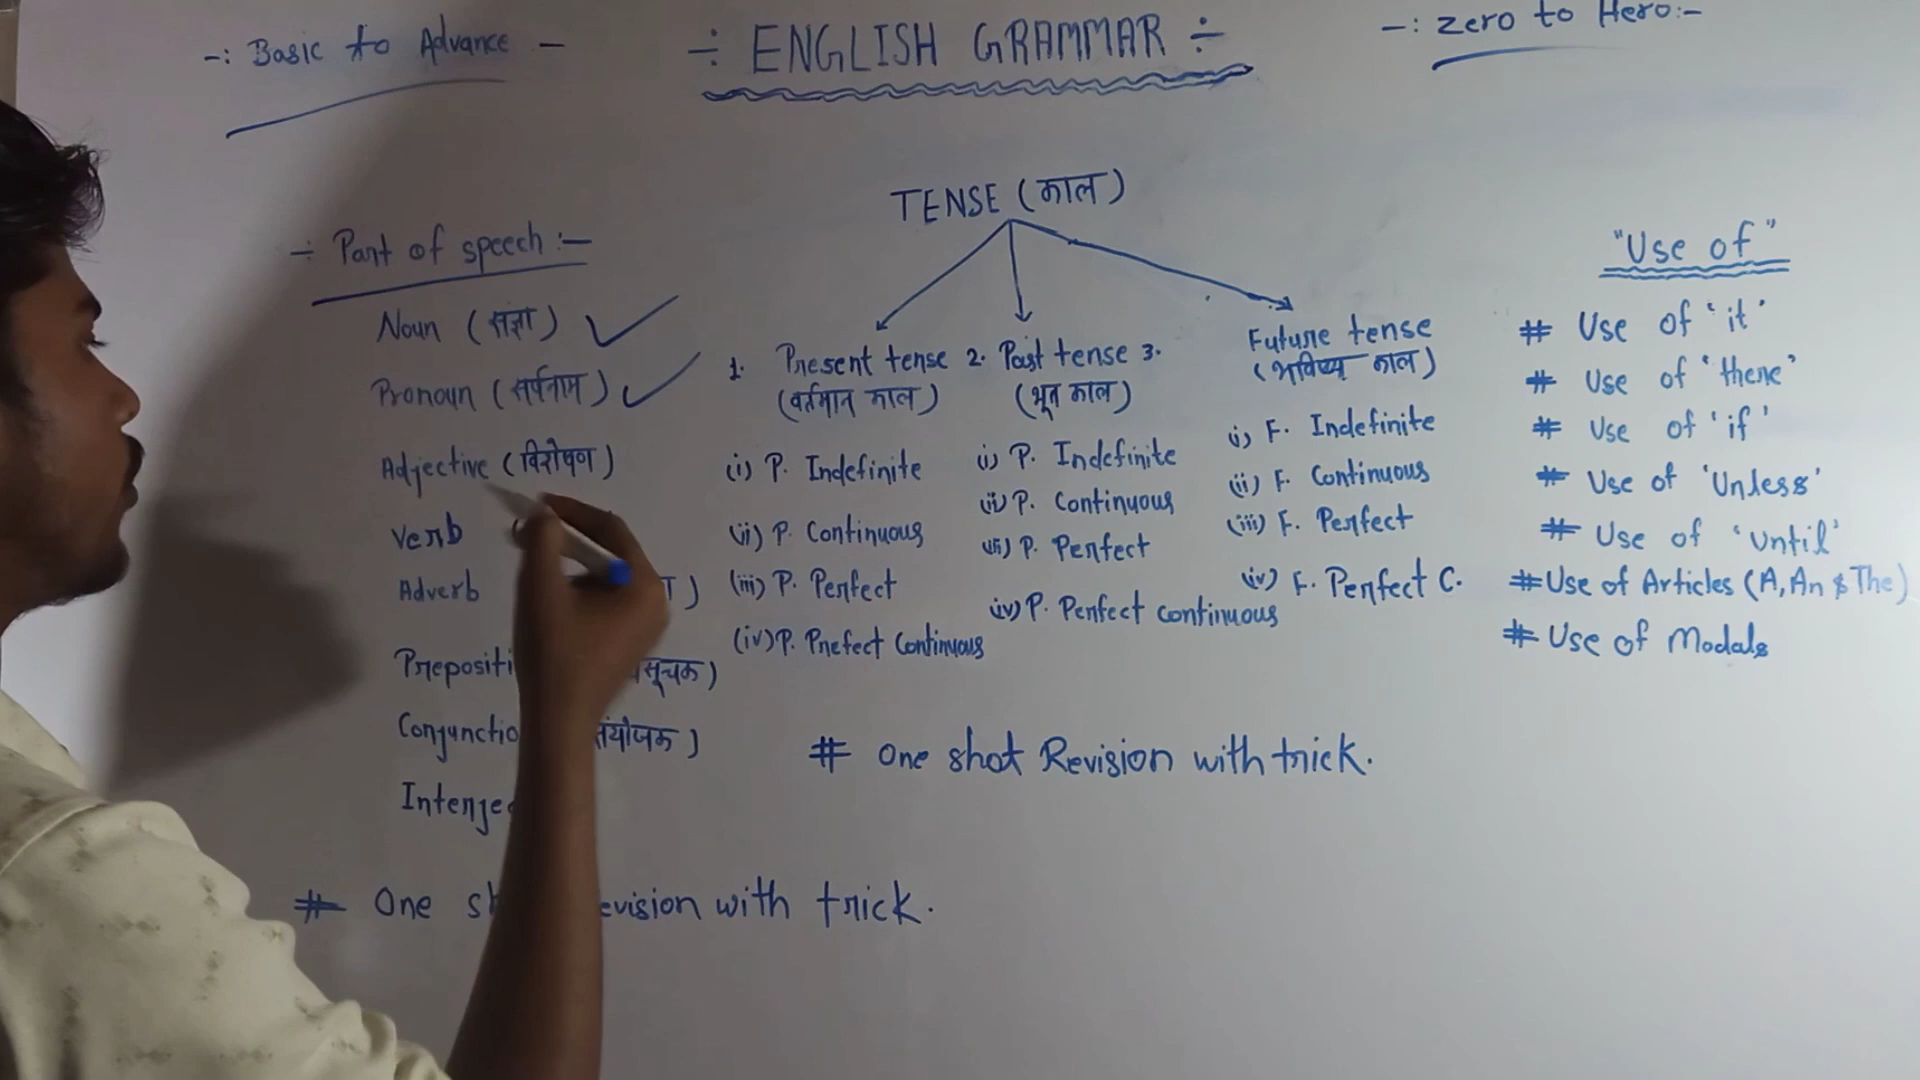 -: Basic to Advance -
÷ ENGLISH GRAMMAR ÷
-: Zero to Hero:-
÷ Part of speech :-
Noun (संज्ञा)
Pronoun (सर्वनाम)
Adjective (विशेषण)
Verb
Adverb
सूचक)
संयोजक)
TENSE (काल)
1. Present tense 2. Past tense 3. Future tense
(वर्तमान काल) (भूत काल) (भविष्य काल)
(i) P. Indefinite
(ii) P. Continuous
(iii) P. Perfect
(iv) P. Prefect Continuous
(i) P. Indefinite
(ii) P. Continuous
(iii) P. Perfect
(iv) P. Perfect continuous
(i) F. Indefinite
(ii) F. Continuous
(iii) F. Perfect
(iv) F. Perfect C.
"Use of"
# Use of 'it'
# Use of 'there'
# Use of 'if'
# Use of 'Unless'
# Use of 'Until'
# Use of Articles (A, An & The)
# Use of Modals
# One shot Revision with trick.
# One with trick.